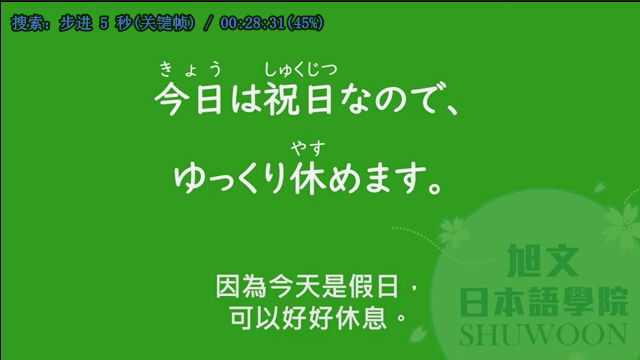 搜索: 步进 5 秒(关键帧) / 00:28:31(45%)
きょう しゅくじつ
今日は祝日なので、
やす
ゆっくり休めます。
因為今天是假日，
可以好好休息。
旭文
日本語學院
SHUWOON